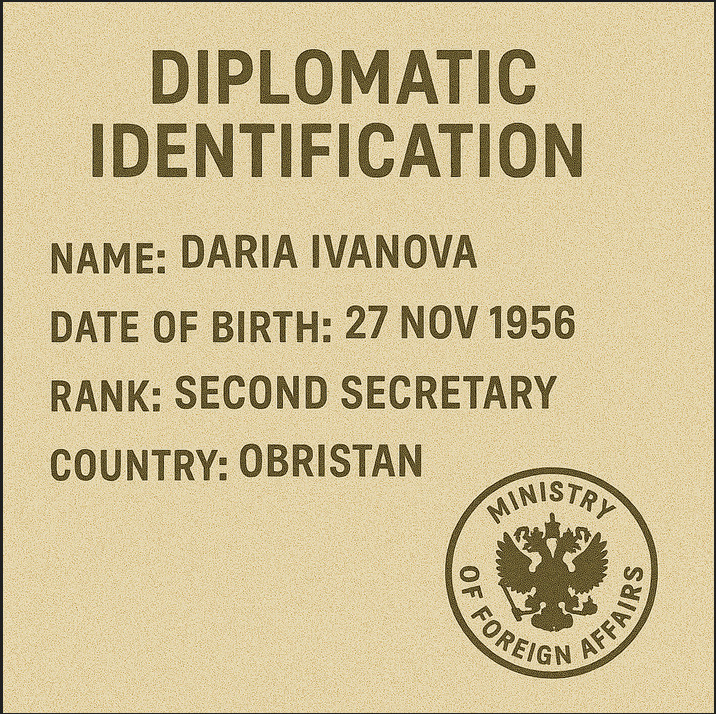 DIPLOMATIC
IDENTIFICATION
NAME: DARIA IVANOVA
DATE OF BIRTH: 27 NOV 1956
RANK: SECOND SECRETARY
COUNTRY: OBRISTAN
MINISTRY
OF FOREIGN AFFAIRS